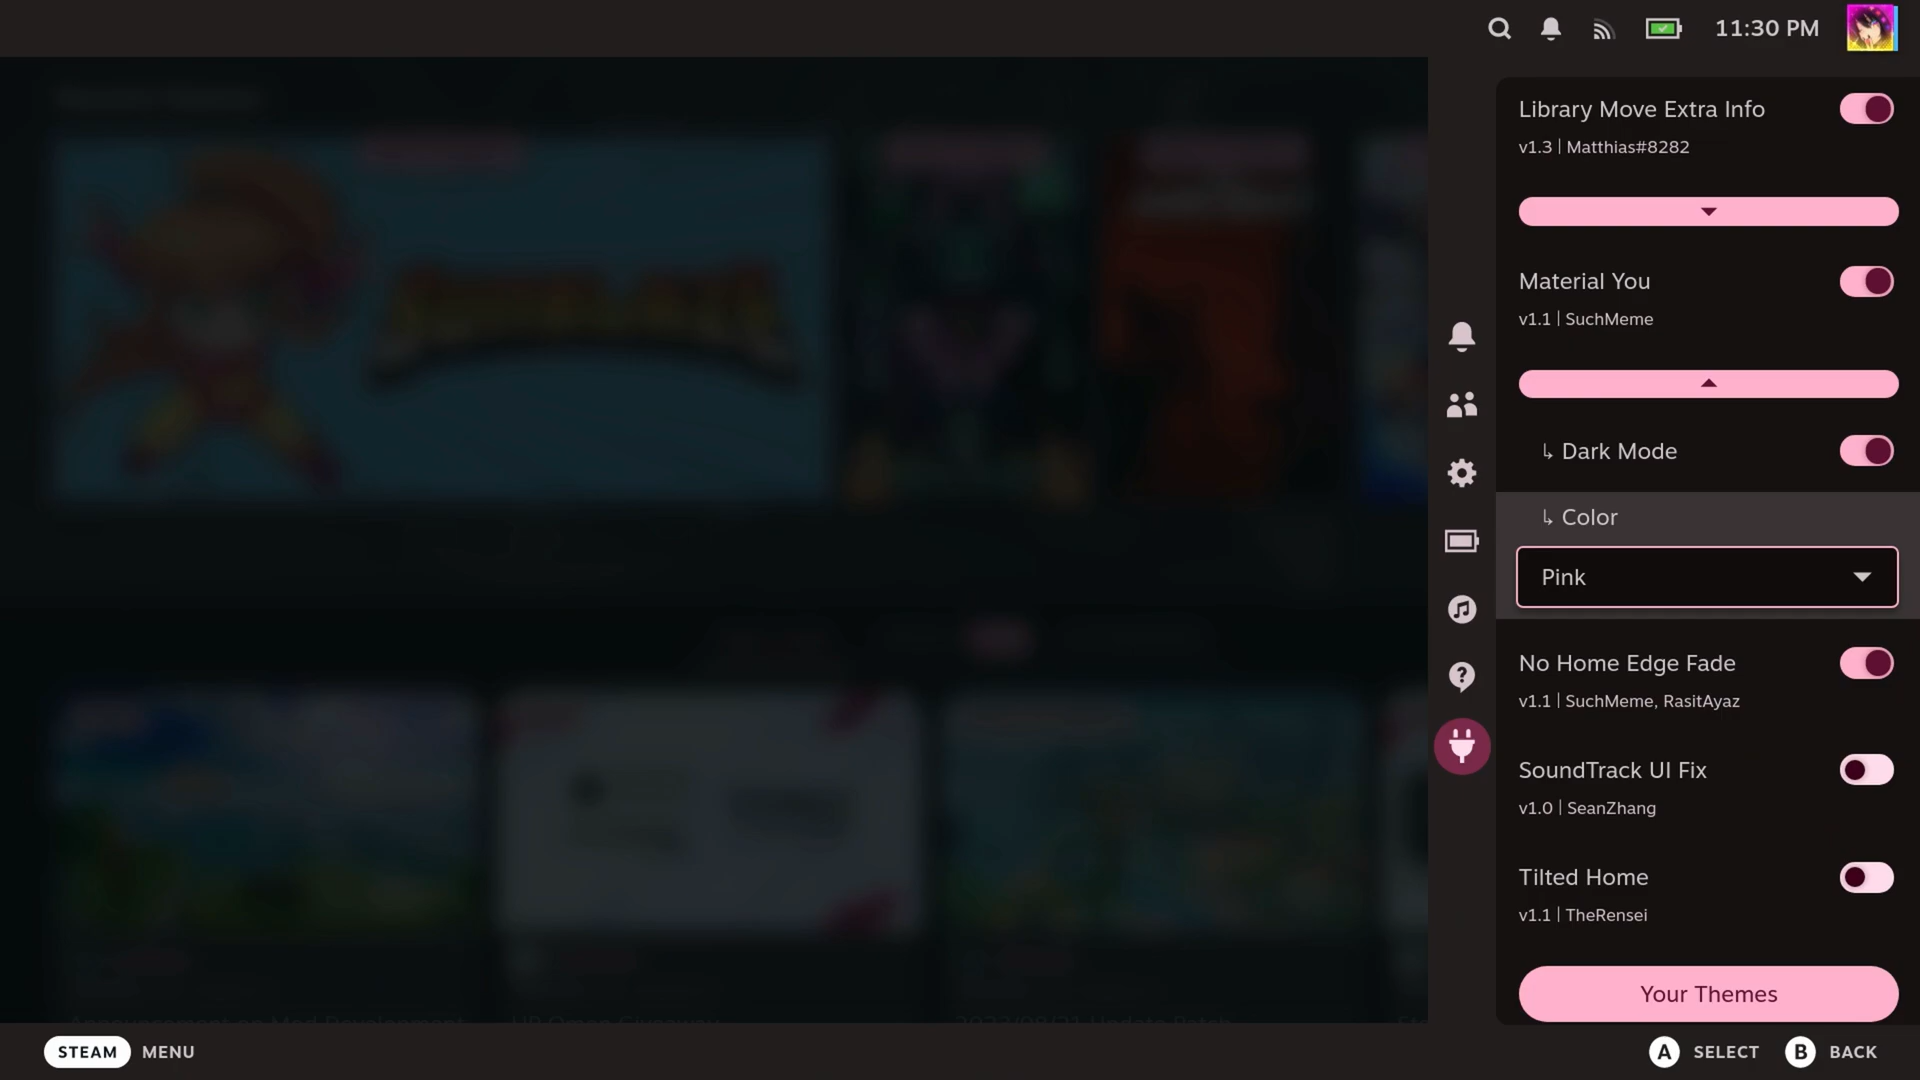 11:30 PM
Library Move Extra Info
v1.3 | Matthias#8282
Material You
v1.1 | SuchMeme
↳ Dark Mode
↳ Color
Pink
No Home Edge Fade
v1.1 | SuchMeme, RasitAyaz
SoundTrack UI Fix
v1.0 | SeanZhang
Tilted Home
v1.1 | TheRensei
Your Themes
STEAM MENU
A SELECT B BACK